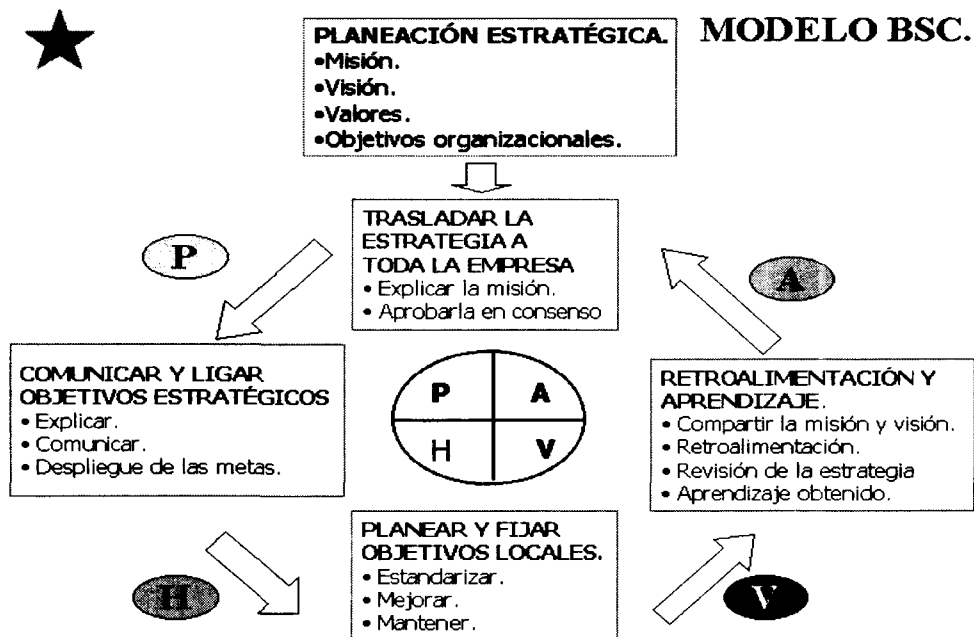 MODELO BSC.
PLANEACIÓN ESTRATÉGICA.
•Misión.
•Visión.
•Valores.
•Objetivos organizacionales.
TRASLADAR LA
ESTRATEGIA A
TODA LA EMPRESA
• Explicar la misión.
• Aprobarla en consenso
P
A
COMUNICAR Y LIGAR
OBJETIVOS ESTRATÉGICOS
• Explicar.
• Comunicar.
• Despliegue de las metas.
P A
H V
RETROALIMENTACIÓN Y
APRENDIZAJE.
• Compartir la misión y visión.
• Retroalimentación.
• Revisión de la estrategia
• Aprendizaje obtenido.
PLANEAR Y FIJAR
OBJETIVOS LOCALES.
• Estandarizar.
• Mejorar.
• Mantener.
H
V